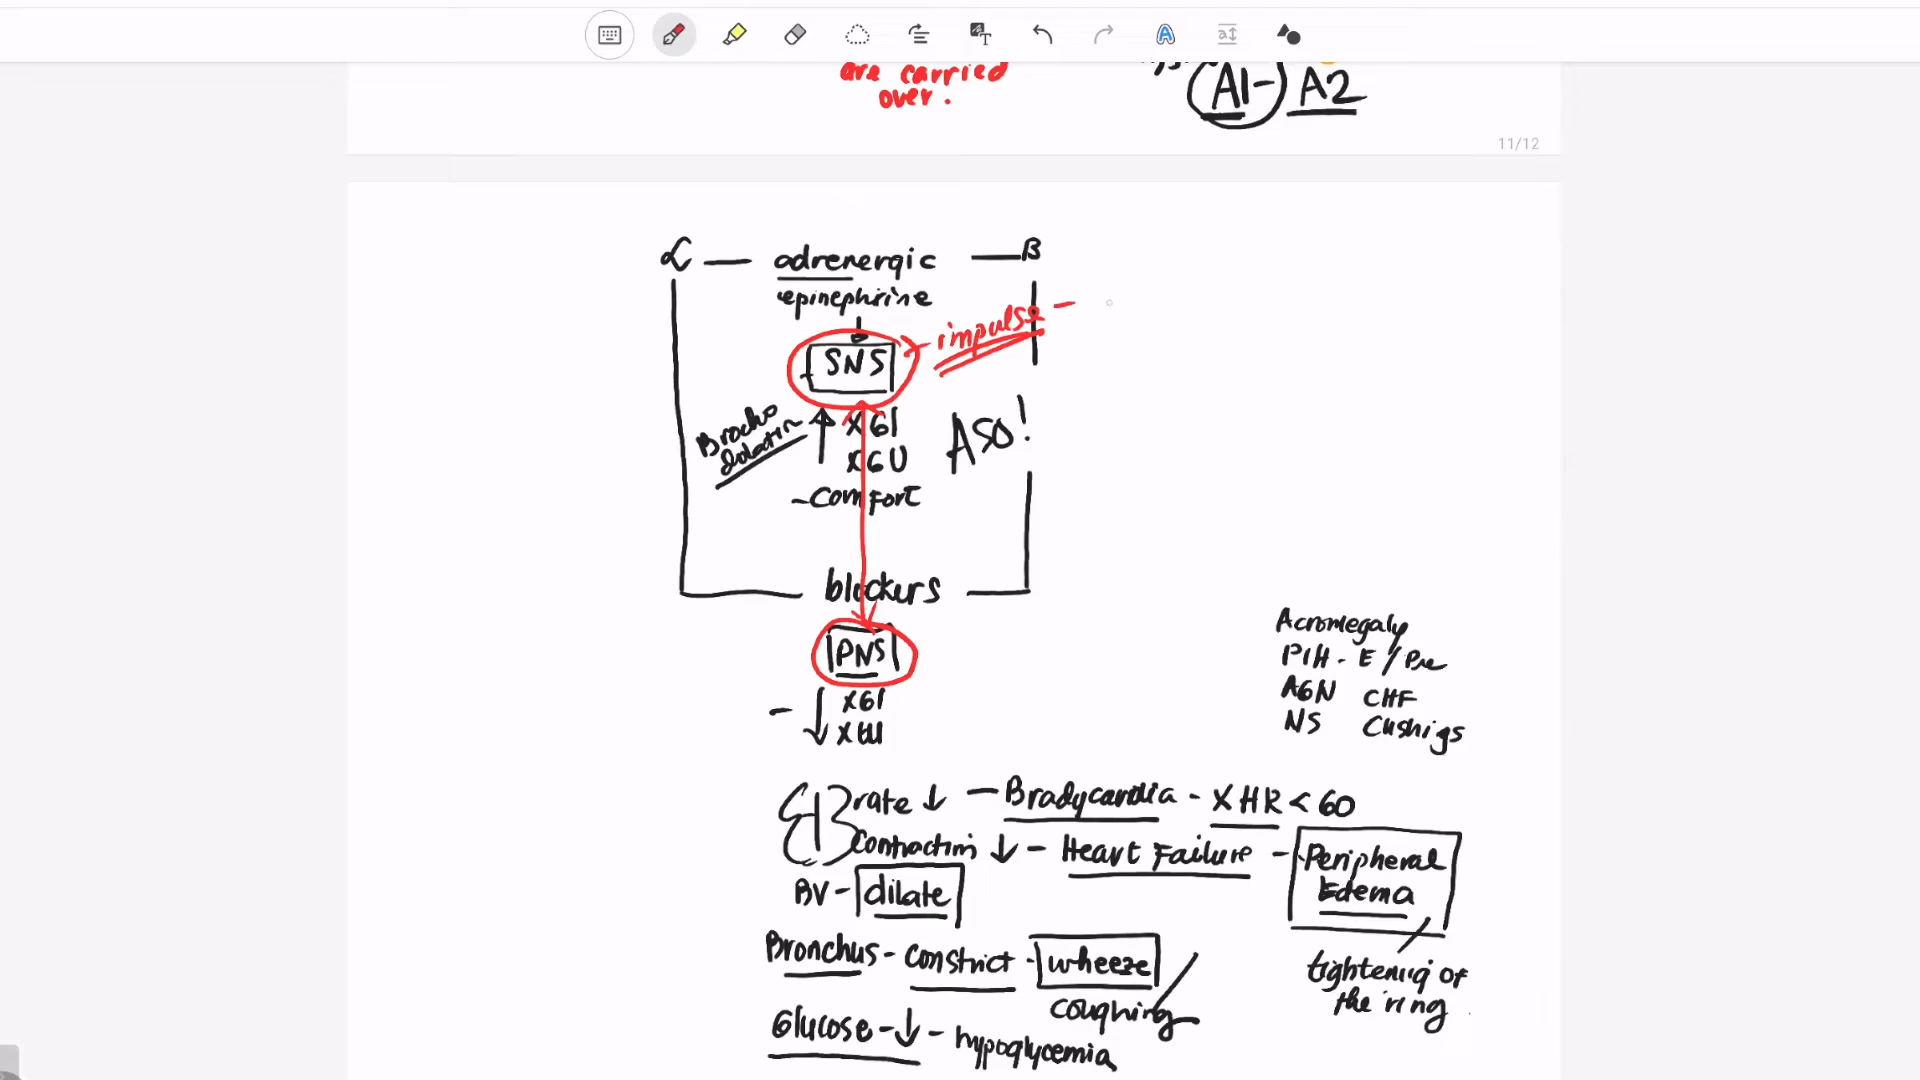 are carried
over.
A1- A2
11/12
α — adrenergic — B
epinephrine
SNS - impulse -
X GI
X GU
- Comfort
Broncho
dilation
ASO!
blockers
PNS
- ↓ X GI
X GU
Acromegaly
PIH - E / Pre
AGN CHF
NS Cushigs
rate ↓ - Bradycardia - X HR < 60
contraction ↓ - Heart Failure - Peripheral
Edema
BV - dilate
Bronchus - constrict - wheeze
coughing
tightening of
the ring
Glucose - ↓ - hypoglycemia